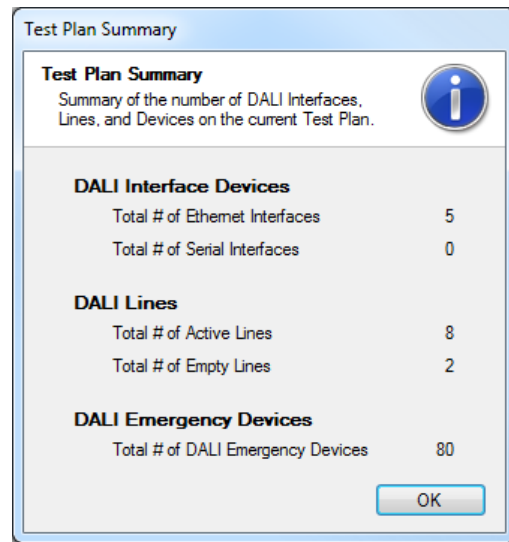 Test Plan Summary
Test Plan Summary
Summary of the number of DALI Interfaces,
Lines, and Devices on the current Test Plan.
DALI Interface Devices
Total # of Ethernet Interfaces 5
Total # of Serial Interfaces 0
DALI Lines
Total # of Active Lines 8
Total # of Empty Lines 2
DALI Emergency Devices
Total # of DALI Emergency Devices 80
OK